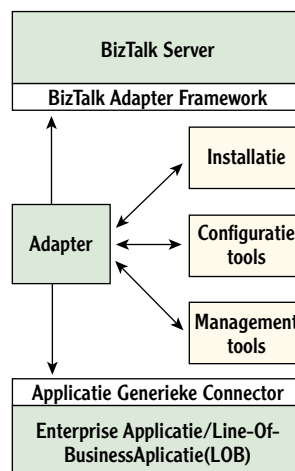 BizTalk Server
BizTalk Adapter Framework
Installatie
Adapter
Configuratie
tools
Management
tools
Applicatie Generieke Connector
Enterprise Applicatie/Line-Of-
BusinessAplicatie(LOB)